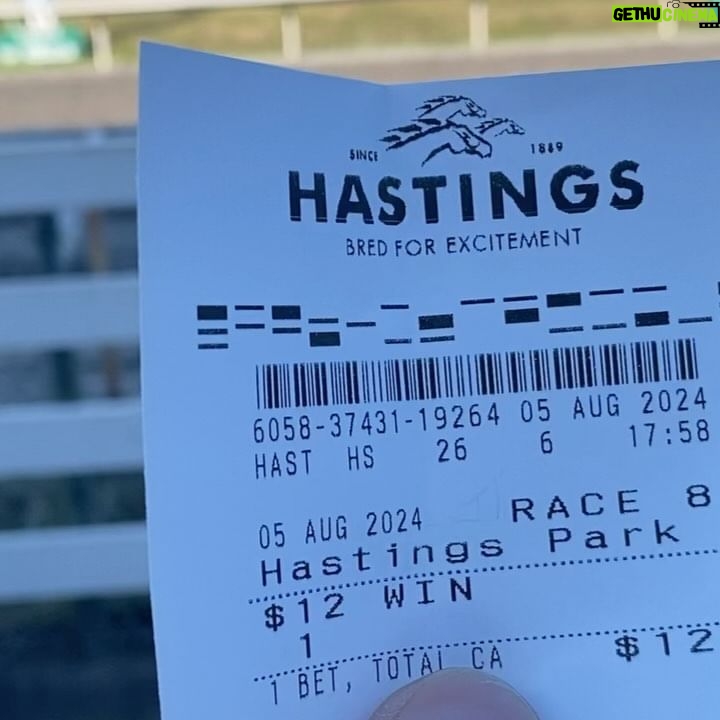 GETHUCINEMA
SINCE 1889
HASTINGS
BRED FOR EXCITEMENT
6058-37431-19264 05 AUG 2024
HAST HS 26 6 17:58
05 AUG 2024 RACE 8
Hastings Park
$12 WIN
1 $12
1 BET, TOTAL CA